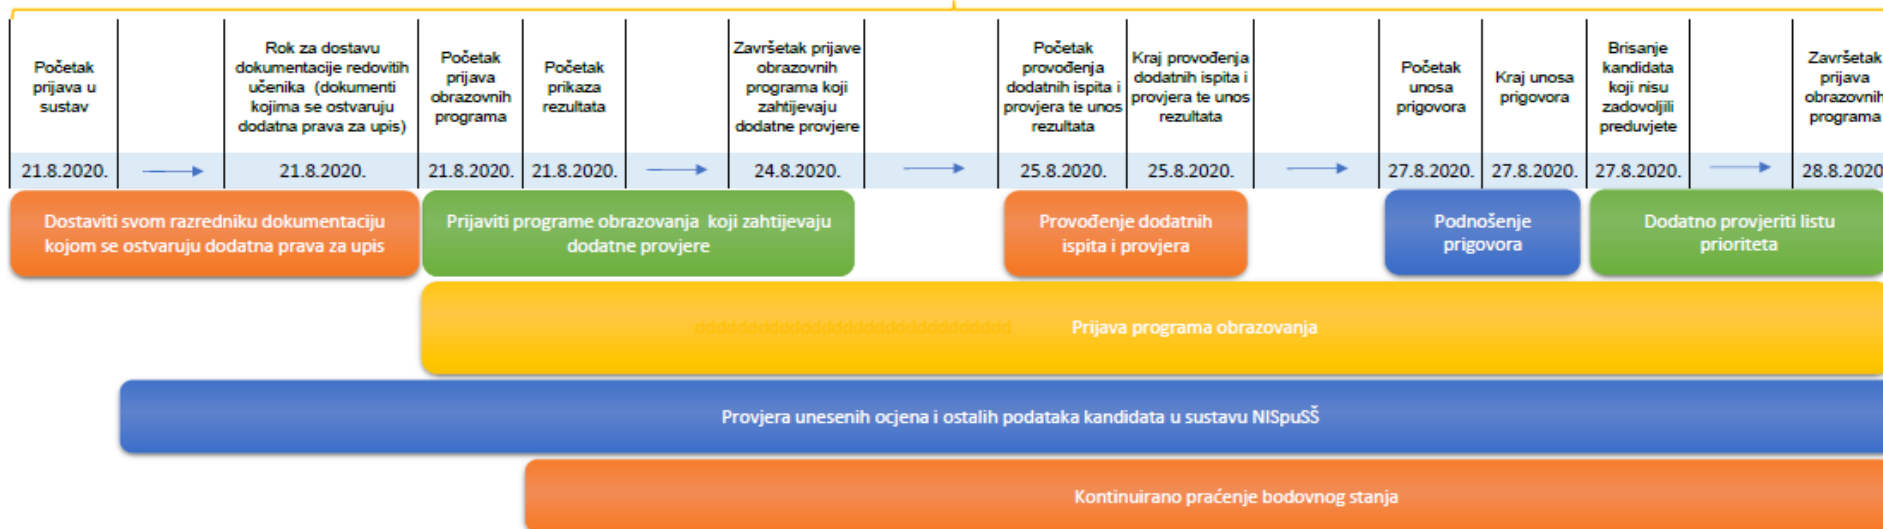 Početak
prijava u
sustav
Rok za dostavu
dokumentacije redovitih
učenika (dokumenti
kojima se ostvaruju
dodatna prava za upis)
Početak
prijava
obrazovnih
programa
Početak
prikaza
rezultata
Završetak prijave
obrazovnih
programa koji
zahtijevaju
dodatne provjere
Početak
provođenja
dodatnih ispita i
provjera te unos
rezultata
Kraj provođenja
dodatnih ispita i
provjera te unos
rezultata
Početak
unosa
prigovora
Kraj unosa
prigovora
Brisanje
kandidata
koji nisu
zadovoljili
preduvjete
Završetak
prijava
obrazovnih
programa
21.8.2020.
21.8.2020.
21.8.2020.
21.8.2020.
24.8.2020.
25.8.2020.
25.8.2020.
27.8.2020.
27.8.2020.
27.8.2020.
28.8.2020
Dostaviti svom razredniku dokumentaciju
kojom se ostvaruju dodatna prava za upis
Prijaviti programe obrazovanja koji zahtijevaju
dodatne provjere
Provođenje dodatnih
ispita i provjera
Podnošenje
prigovora
Dodatno provjeriti listu
prioriteta
Prijava programa obrazovanja
Provjera unesenih ocjena i ostalih podataka kandidata u sustavu NISpuSŠ
Kontinuirano praćenje bodovnog stanja